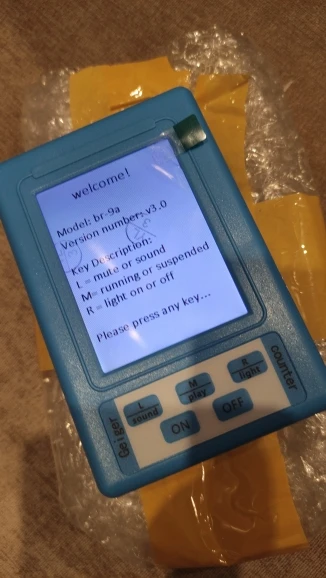 welcome!
Model: br-9a
Version number: v3.0
Key Description:
L = mute or sound
M= running or suspended
R = light on or off
Please press any key...
Geiger
L
sound
M
play
R
light
ON
OFF
counter